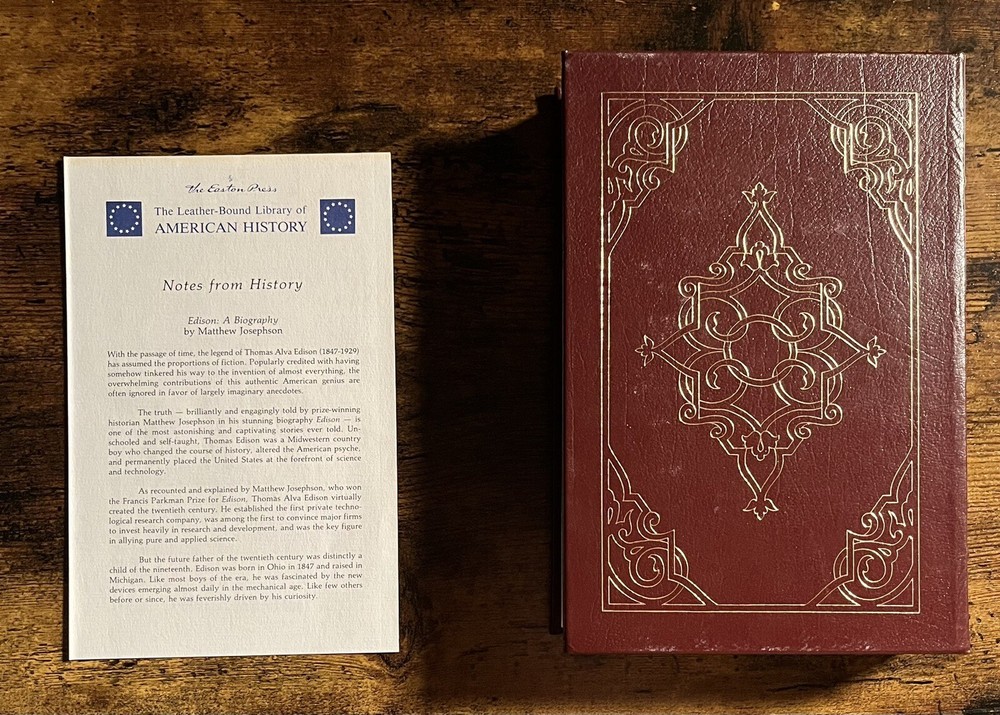 The Easton Press
The Leather-Bound Library of
AMERICAN HISTORY
Notes from History
Edison: A Biography
by Matthew Josephson
With the passage of time, the legend of Thomas Alva Edison (1847-1929)
has assumed the proportions of fiction. Popularly credited with having
somehow tinkered his way to the invention of almost everything, the
overwhelming contributions of this authentic American genius are
often ignored in favor of largely imaginary anecdotes.
The truth — brilliantly and engagingly told by prize-winning
historian Matthew Josephson in his stunning biography Edison — is
one of the most astonishing and captivating stories ever told. Un-
schooled and self-taught, Thomas Edison was a Midwestern country
boy who changed the course of history, altered the American psyche,
and permanently placed the United States at the forefront of science
and technology.
As recounted and explained by Matthew Josephson, who won
the Francis Parkman Prize for Edison, Thomas Alva Edison virtually
created the twentieth century. He established the first private techno-
logical research company, was among the first to convince major firms
to invest heavily in research and development, and was the key figure
in allying pure and applied science.
But the future father of the twentieth century was distinctly a
child of the nineteenth. Edison was born in Ohio in 1847 and raised in
Michigan. Like most boys of the era, he was fascinated by the new
devices emerging almost daily in the mechanical age. Like few others
before or since, he was feverishly driven by his curiosity.